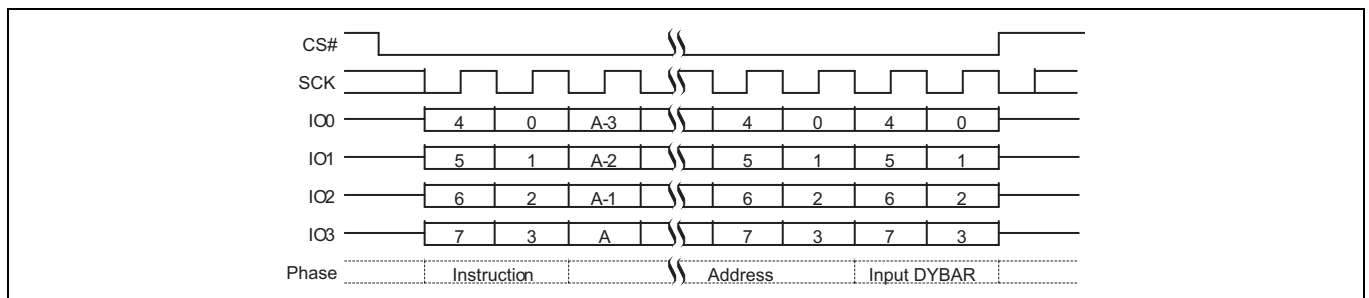 CS#
SCK
IO0 4 0 A-3 4 0 4 0
IO1 5 1 A-2 5 1 5 1
IO2 6 2 A-1 6 2 6 2
IO3 7 3 A 7 3 7 3
Phase Instruction Address Input DYBAR